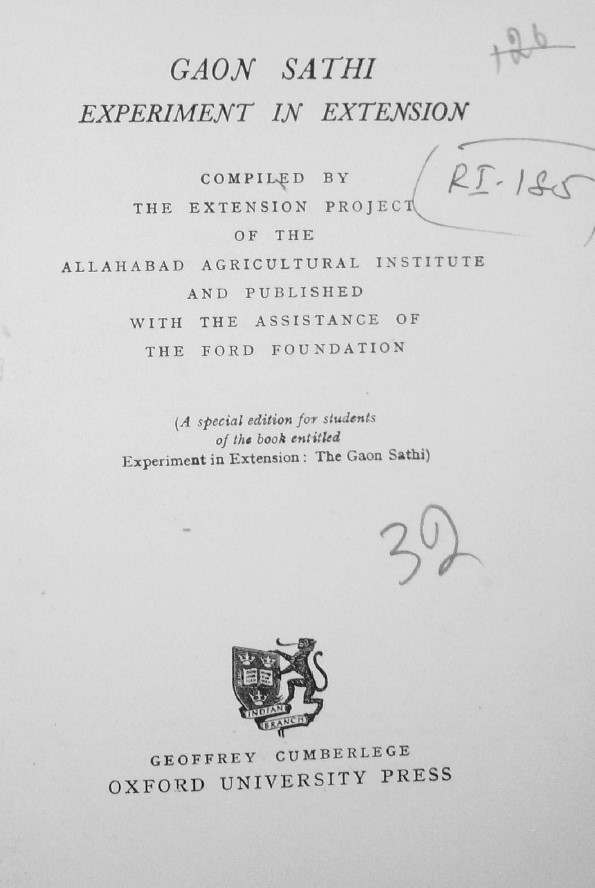 GAON SATHI
EXPERIMENT IN EXTENSION
COMPILED BY
THE EXTENSION PROJECT
OF THE
ALLAHABAD AGRICULTURAL INSTITUTE
AND PUBLISHED
WITH THE ASSISTANCE OF
THE FORD FOUNDATION
RI-185
(A special edition for students
of the book entitled
Experiment in Extension : The Gaon Sathi)
32
INDIAN
BRANCH
GEOFFREY CUMBERLEGE
OXFORD UNIVERSITY PRESS